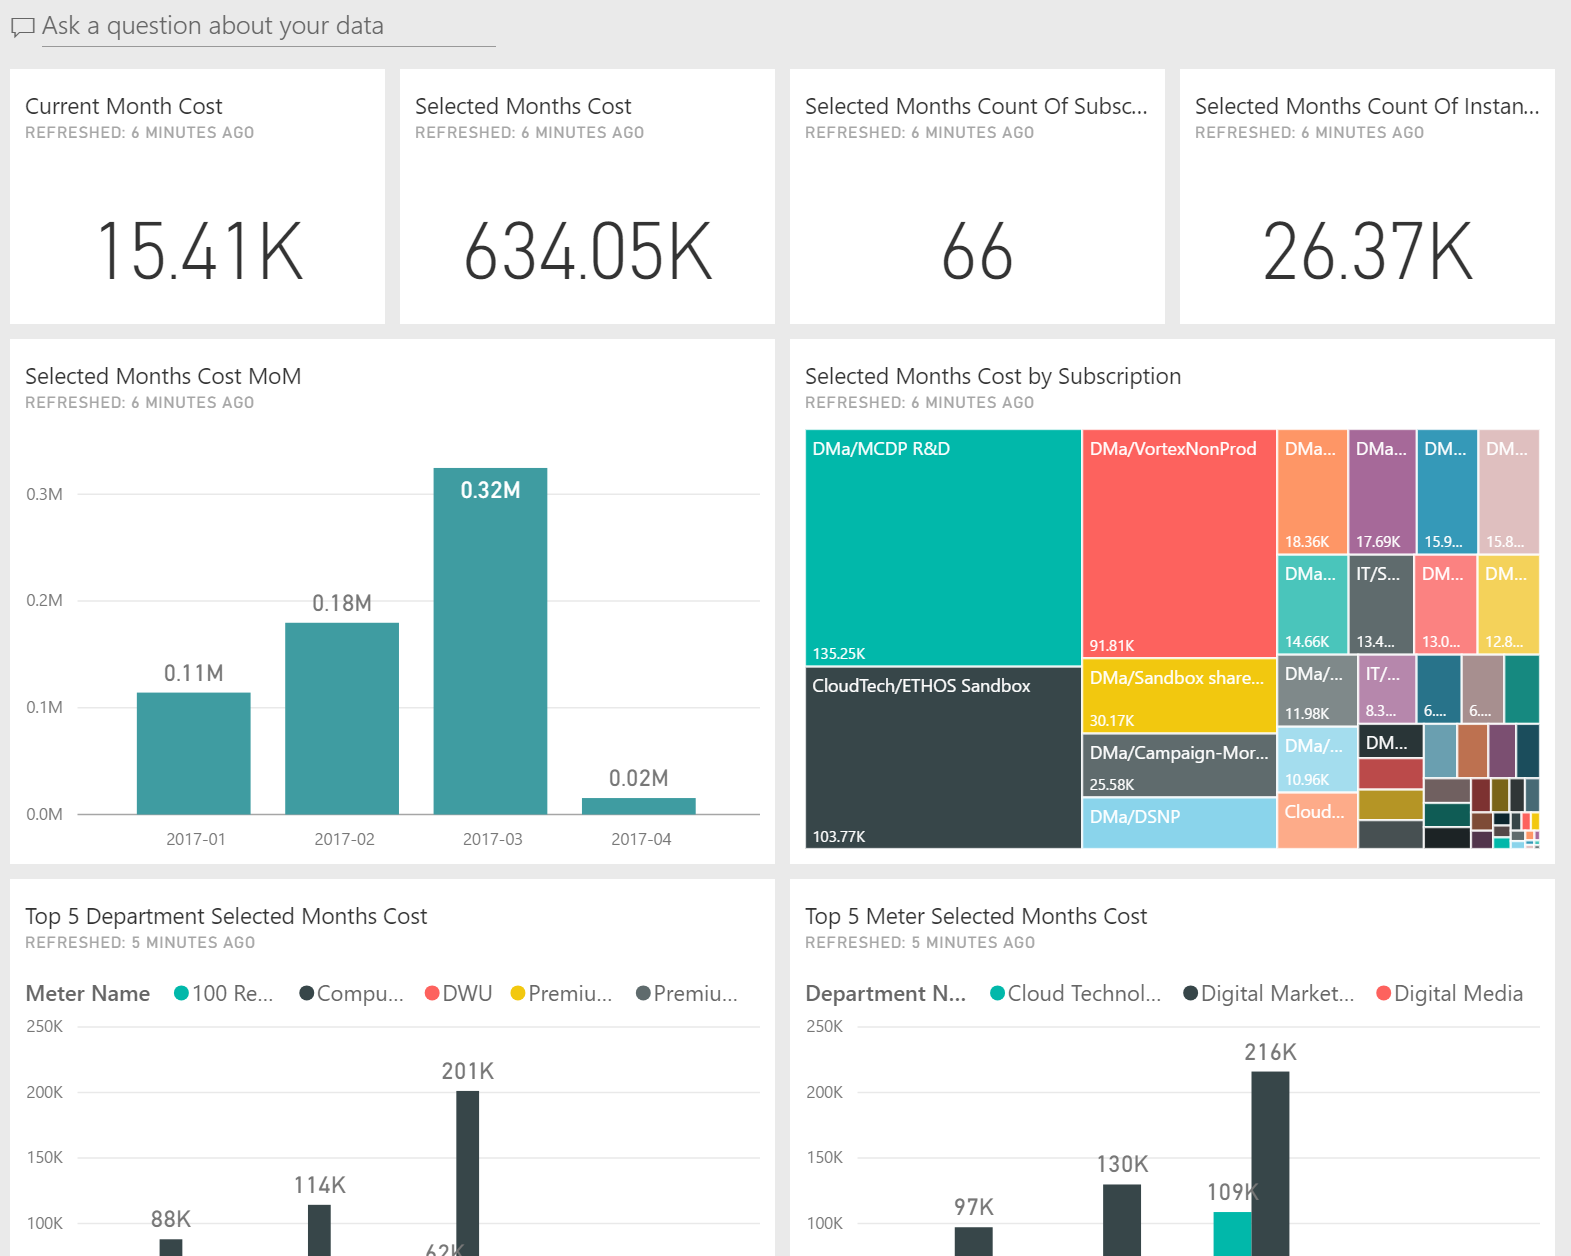 Ask a question about your data
Current Month Cost
REFRESHED: 6 MINUTES AGO
15.41K
Selected Months Cost
REFRESHED: 6 MINUTES AGO
634.05K
Selected Months Count Of Subsc...
REFRESHED: 6 MINUTES AGO
66
Selected Months Count Of Instan...
REFRESHED: 6 MINUTES AGO
26.37K
Selected Months Cost MoM
REFRESHED: 6 MINUTES AGO
0.3M
0.2M
0.1M
0.0M
0.11M
0.18M
0.32M
0.02M
2017-01
2017-02
2017-03
2017-04
Selected Months Cost by Subscription
REFRESHED: 6 MINUTES AGO
DMa/MCDP R&D
135.25K
CloudTech/ETHOS Sandbox
103.77K
DMa/VortexNonProd
91.81K
DMa/Sandbox share...
30.17K
DMa/Campaign-Mor...
25.58K
DMa/DSNP
DMa...
18.36K
DMa...
17.69K
DM...
15.9...
DM...
15.8...
DMa...
14.66K
IT/S...
13.4...
DM...
13.0...
DM...
12.8...
DMa/...
11.98K
IT/...
8.3...
6....
6....
DMa/...
10.96K
DM...
Cloud...
Top 5 Department Selected Months Cost
REFRESHED: 5 MINUTES AGO
Meter Name
100 Re...
Compu...
DWU
Premiu...
Premiu...
250K
200K
150K
100K
88K
114K
201K
62K
Top 5 Meter Selected Months Cost
REFRESHED: 5 MINUTES AGO
Department N...
Cloud Technol...
Digital Market...
Digital Media
250K
200K
150K
100K
97K
130K
109K
216K